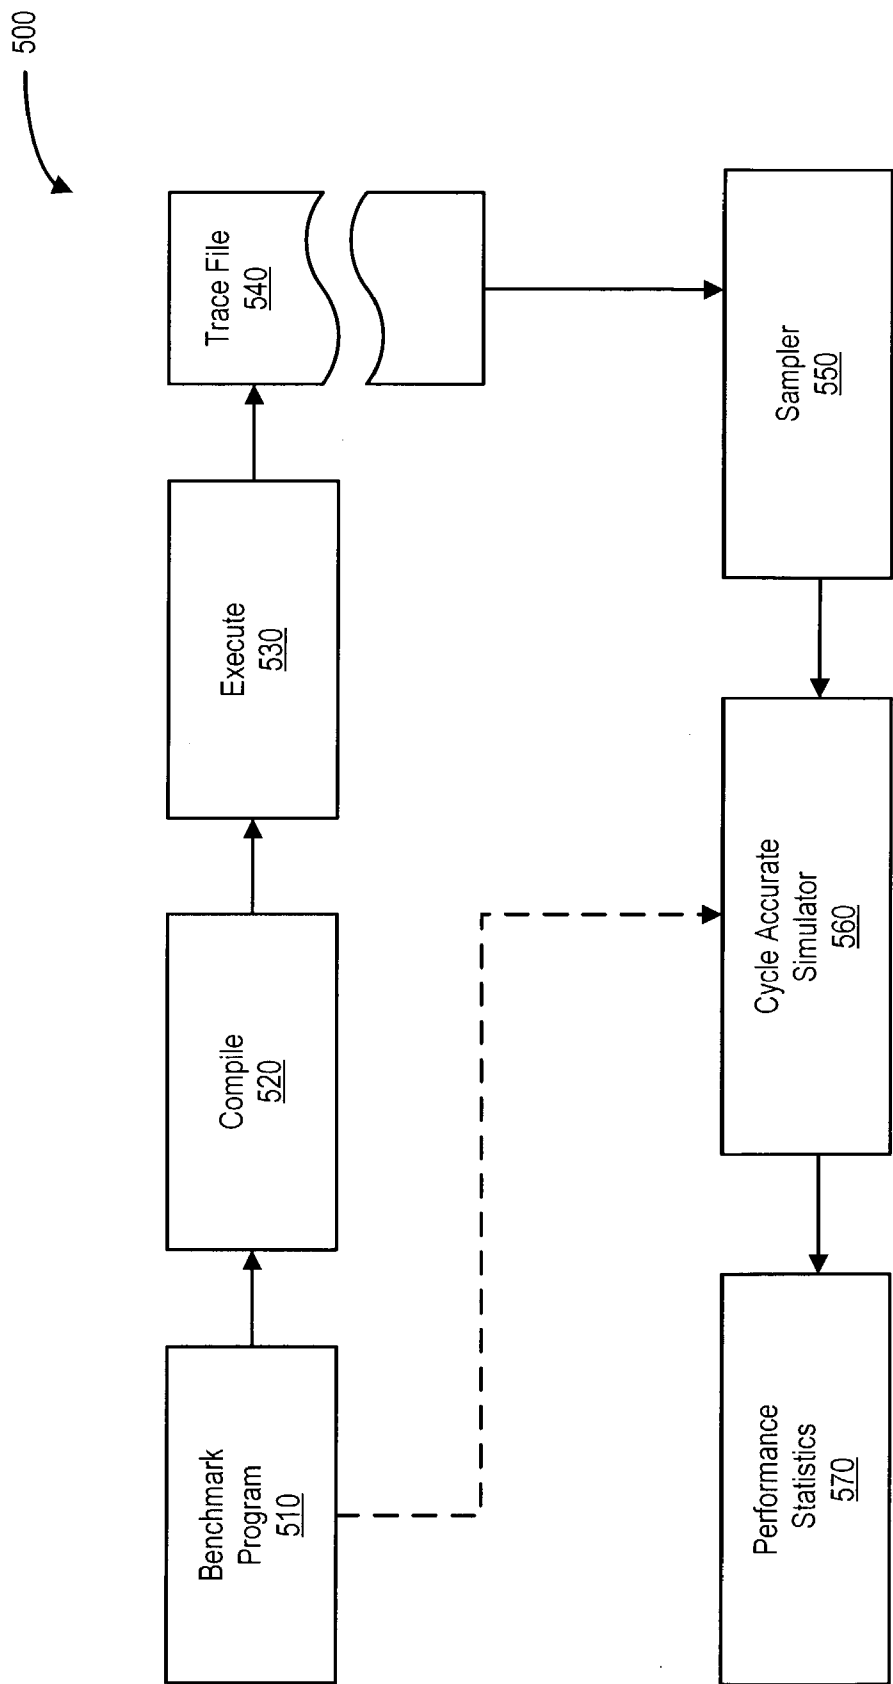 500
Benchmark
Program
510
Compile
520
Execute
530
Trace File
540
Sampler
550
Cycle Accurate
Simulator
560
Performance
Statistics
570